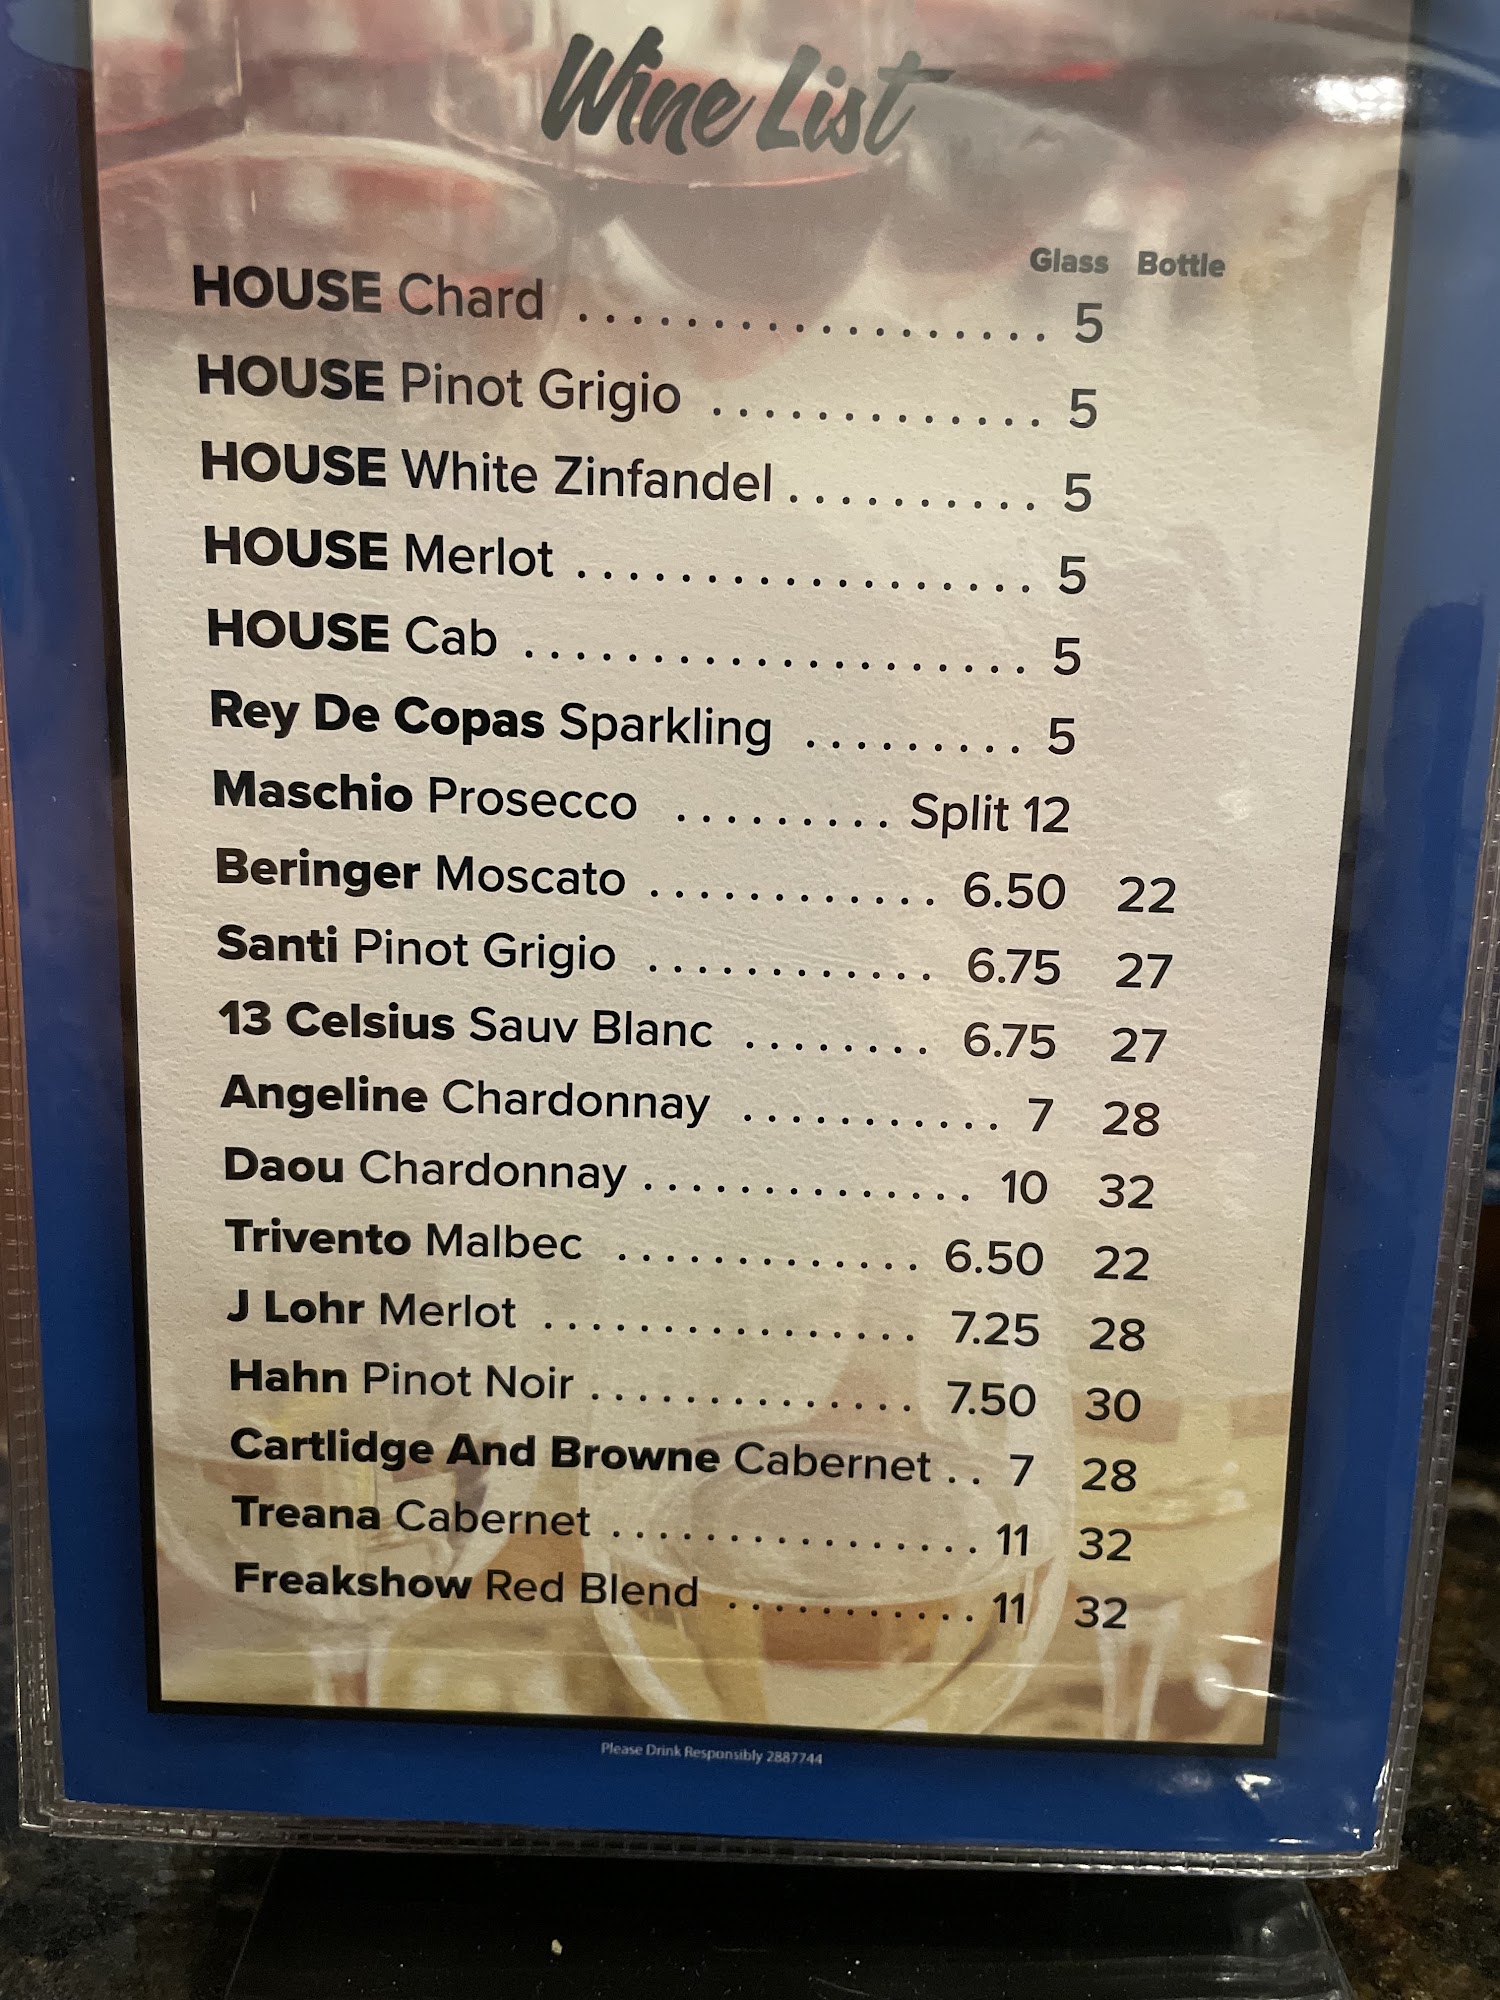 Wine List
Glass Bottle
HOUSE Chard .................. 5
HOUSE Pinot Grigio ............. 5
HOUSE White Zinfandel .......... 5
HOUSE Merlot .................. 5
HOUSE Cab .................... 5
Rey De Copas Sparkling ......... 5
Maschio Prosecco ......... Split 12
Beringer Moscato ............ 6.50 22
Santi Pinot Grigio ............ 6.75 27
13 Celsius Sauv Blanc ........ 6.75 27
Angeline Chardonnay ........... 7 28
Daou Chardonnay .............. 10 32
Trivento Malbec ............. 6.50 22
J Lohr Merlot ................ 7.25 28
Hahn Pinot Noir .............. 7.50 30
Cartlidge And Browne Cabernet .. 7 28
Treana Cabernet ................ 11 32
Freakshow Red Blend ........... 11 32
Please Drink Responsibly 2887744